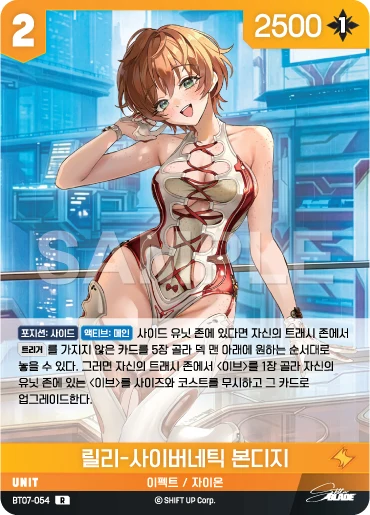 2
2500 1
SAMPLE
포지션: 사이드 액티브: 메인 사이드 유닛 존에 있다면 자신의 트래시 존에서
트리거 를 가지지 않은 카드를 5장 골라 덱 맨 아래에 원하는 순서대로
놓을 수 있다. 그러면 자신의 트래시 존에서 <이브>를 1장 골라 자신의
유닛 존에 있는 <이브>를 사이즈와 코스트를 무시하고 그 카드로
업그레이드한다.
릴리-사이버네틱 본디지
UNIT 이펙트 / 자이온
BT07-054 R ©SHIFT UP Corp. Stellar BLADE